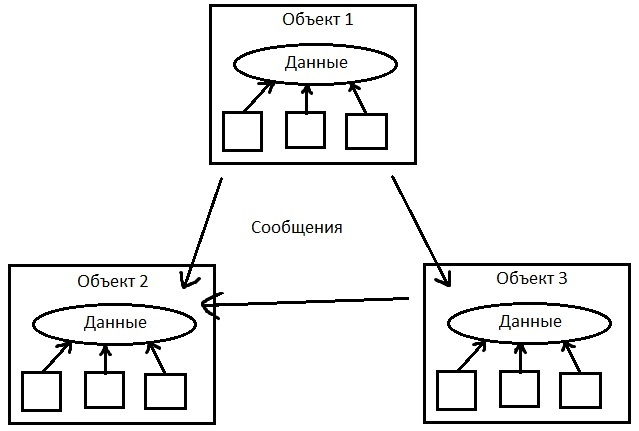 Объект 1
Данные
Сообщения
Объект 2
Данные
Объект 3
Данные